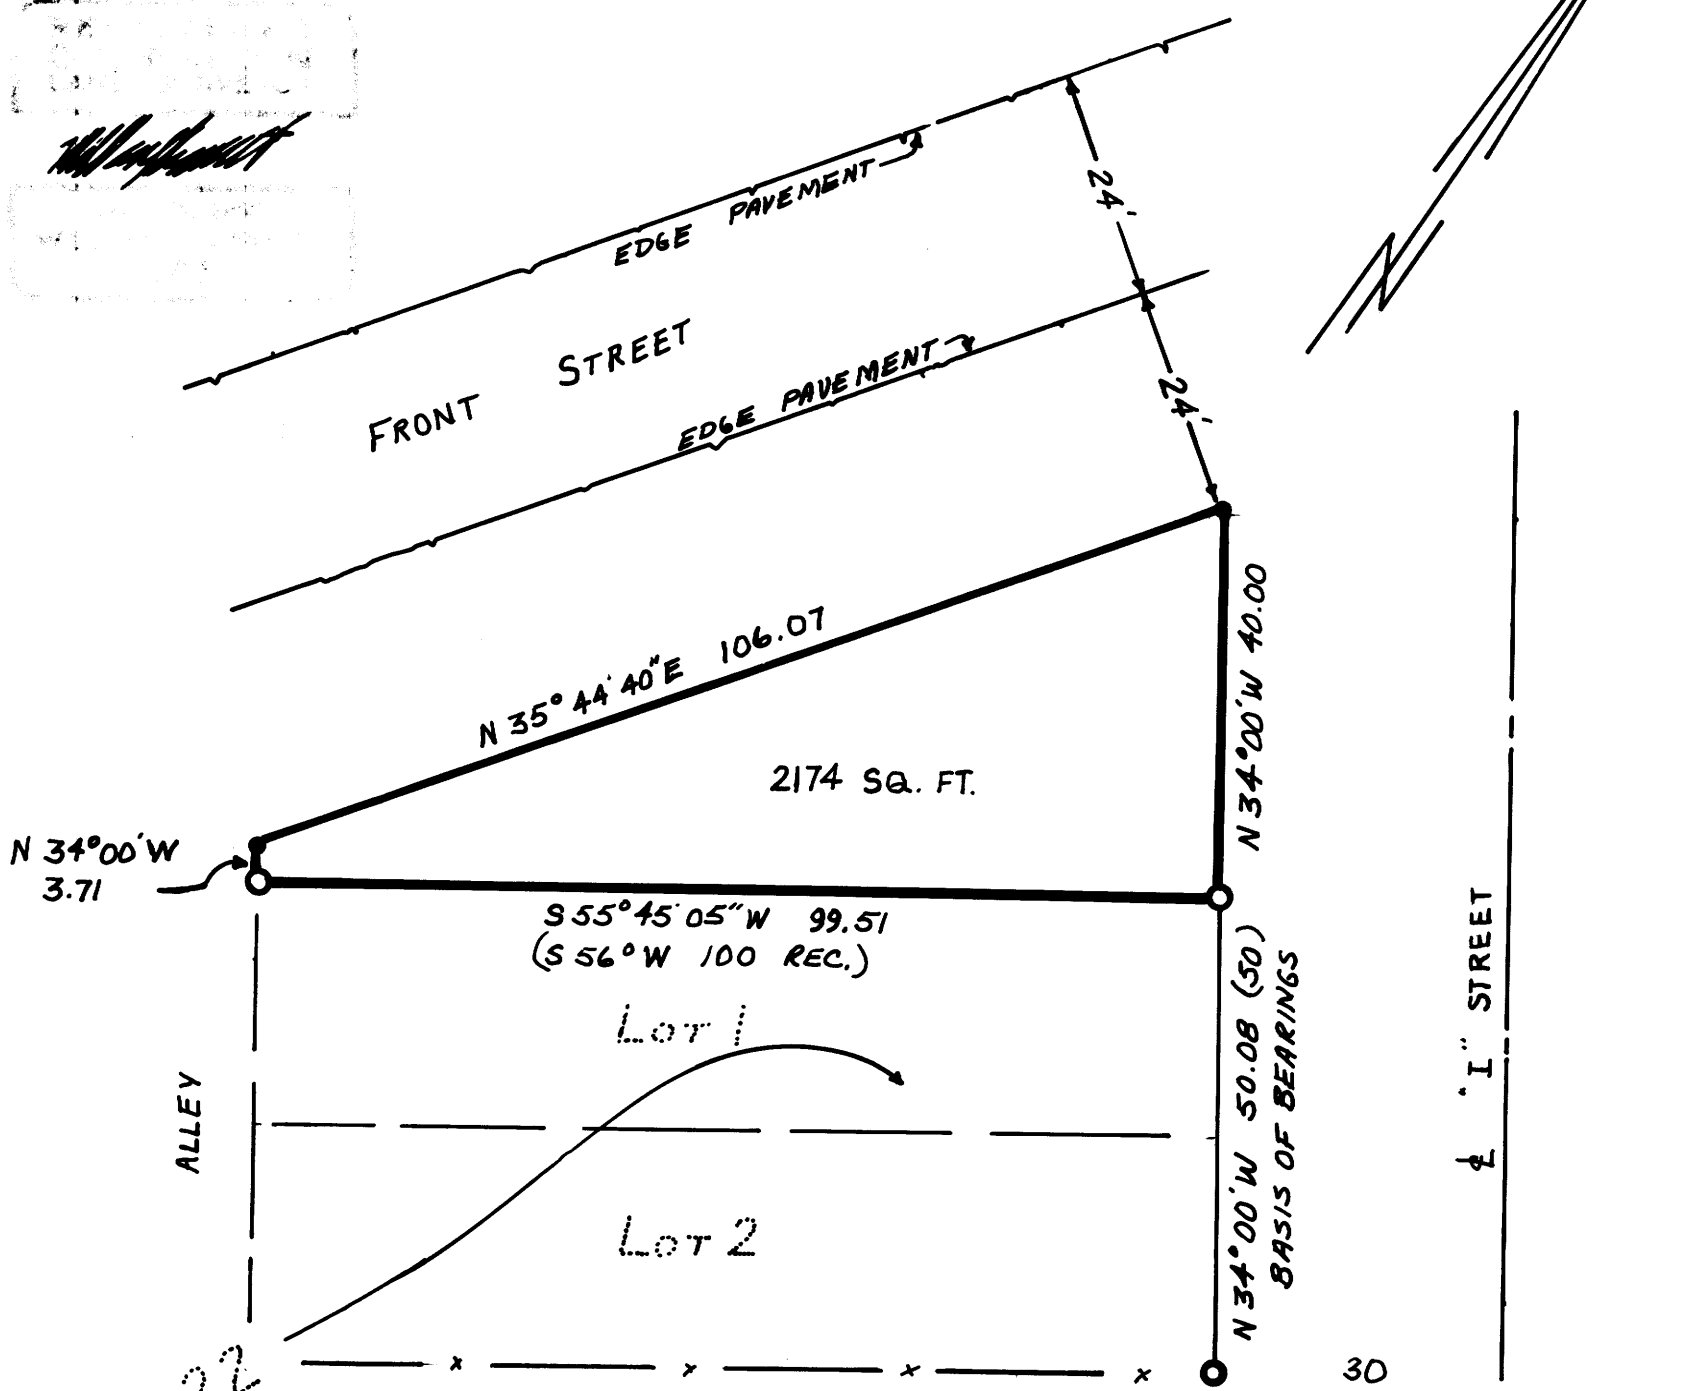 EDGE PAVEMENT
24'
FRONT STREET
EDGE PAVEMENT
24'
N
N 35° 44' 40" E 106.07
N 34°00' W 40.00
2174 SQ. FT.
N 34°00' W
3.71
S 55° 45' 05" W 99.51
(S 56° W 100 REC.)
LOT 1
ALLEY
LOT 2
N 34°00' W 50.08 (50)
BASIS OF BEARINGS
℄ "I" STREET
30